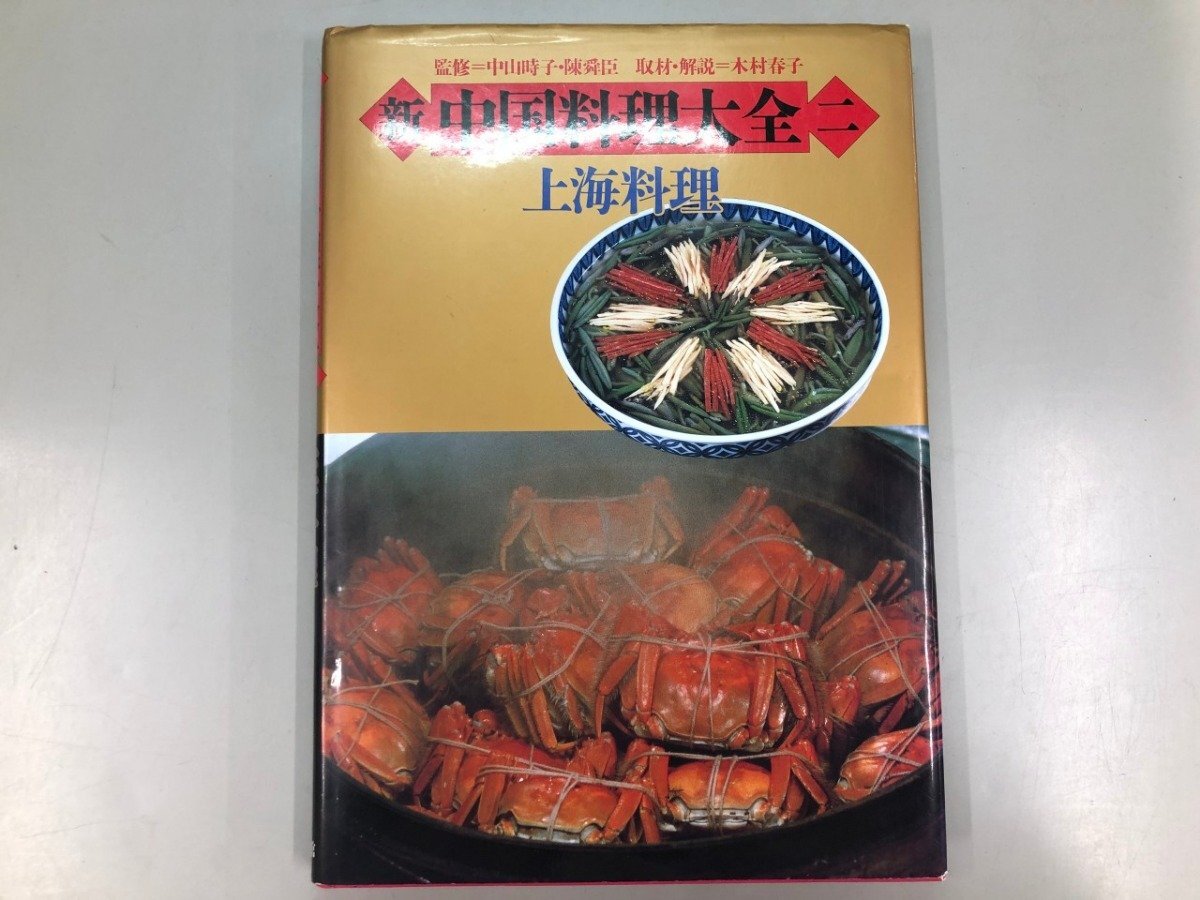 監修=中山時子・陳舜臣 取材・解説=木村春子
新 中国料理大全 二
上海料理